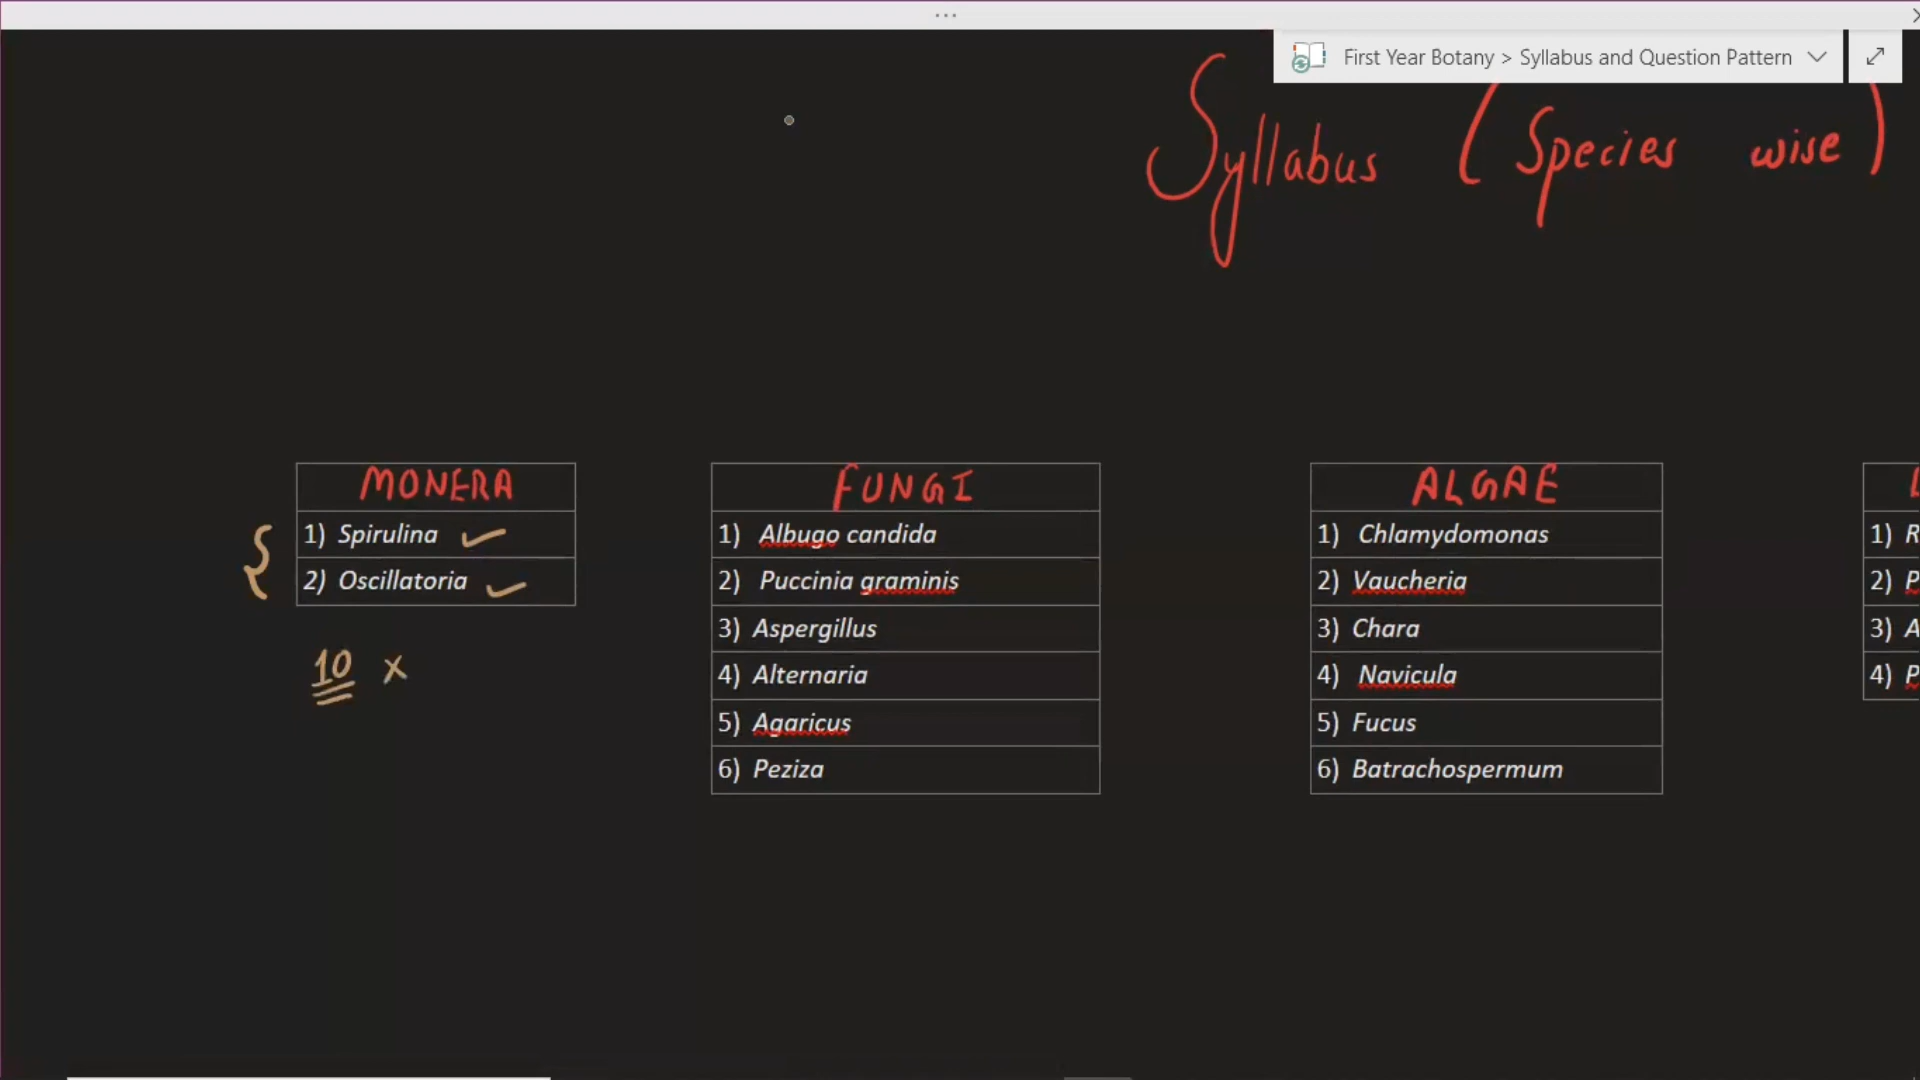 First Year Botany > Syllabus and Question Pattern
Syllabus (Species wise)
MONERA
1) Spirulina
2) Oscillatoria
10 x
FUNGI
1) Albugo candida
2) Puccinia graminis
3) Aspergillus
4) Alternaria
5) Agaricus
6) Peziza
ALGAE
1) Chlamydomonas
2) Vaucheria
3) Chara
4) Navicula
5) Fucus
6) Batrachospermum
1) R
2) P
3) A
4) P